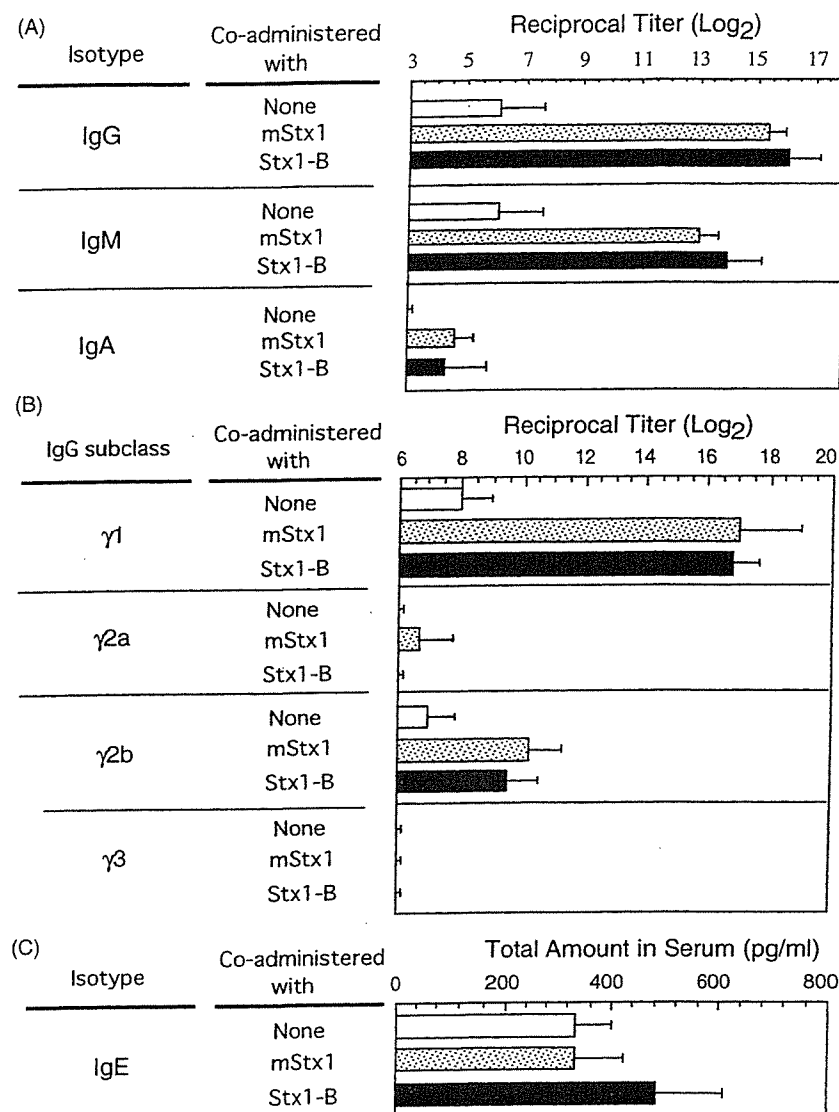 (A)
Isotype Co-administered with Reciprocal Titer (Log2)
3 5 7 9 11 13 15 17
IgG
None
mStx1
Stx1-B
IgM
None
mStx1
Stx1-B
IgA
None
mStx1
Stx1-B
(B)
IgG subclass Co-administered with Reciprocal Titer (Log2)
6 8 10 12 14 16 18 20
γ1
None
mStx1
Stx1-B
γ2a
None
mStx1
Stx1-B
γ2b
None
mStx1
Stx1-B
γ3
None
mStx1
Stx1-B
(C)
Isotype Co-administered with Total Amount in Serum (pg/ml)
0 200 400 600 800
IgE
None
mStx1
Stx1-B